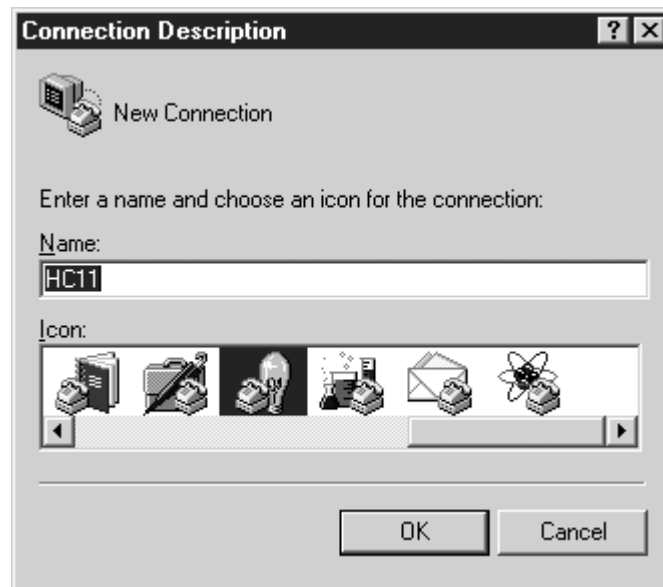 Connection Description
New Connection
Enter a name and choose an icon for the connection:
Name:
HC11
Icon:
OK Cancel